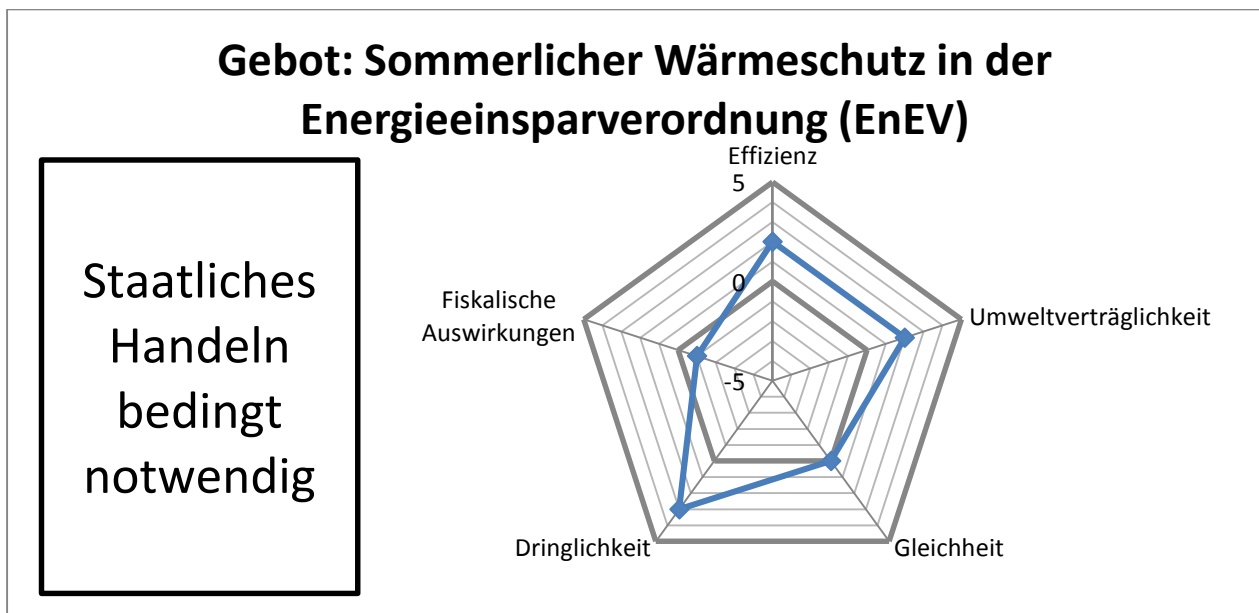 Gebot: Sommerlicher Wärmeschutz in der
Energieeinsparverordnung (EnEV)
Staatliches
Handeln
bedingt
notwendig
Effizienz
5
0
-5
Umweltverträglichkeit
Gleichheit
Dringlichkeit
Fiskalische
Auswirkungen